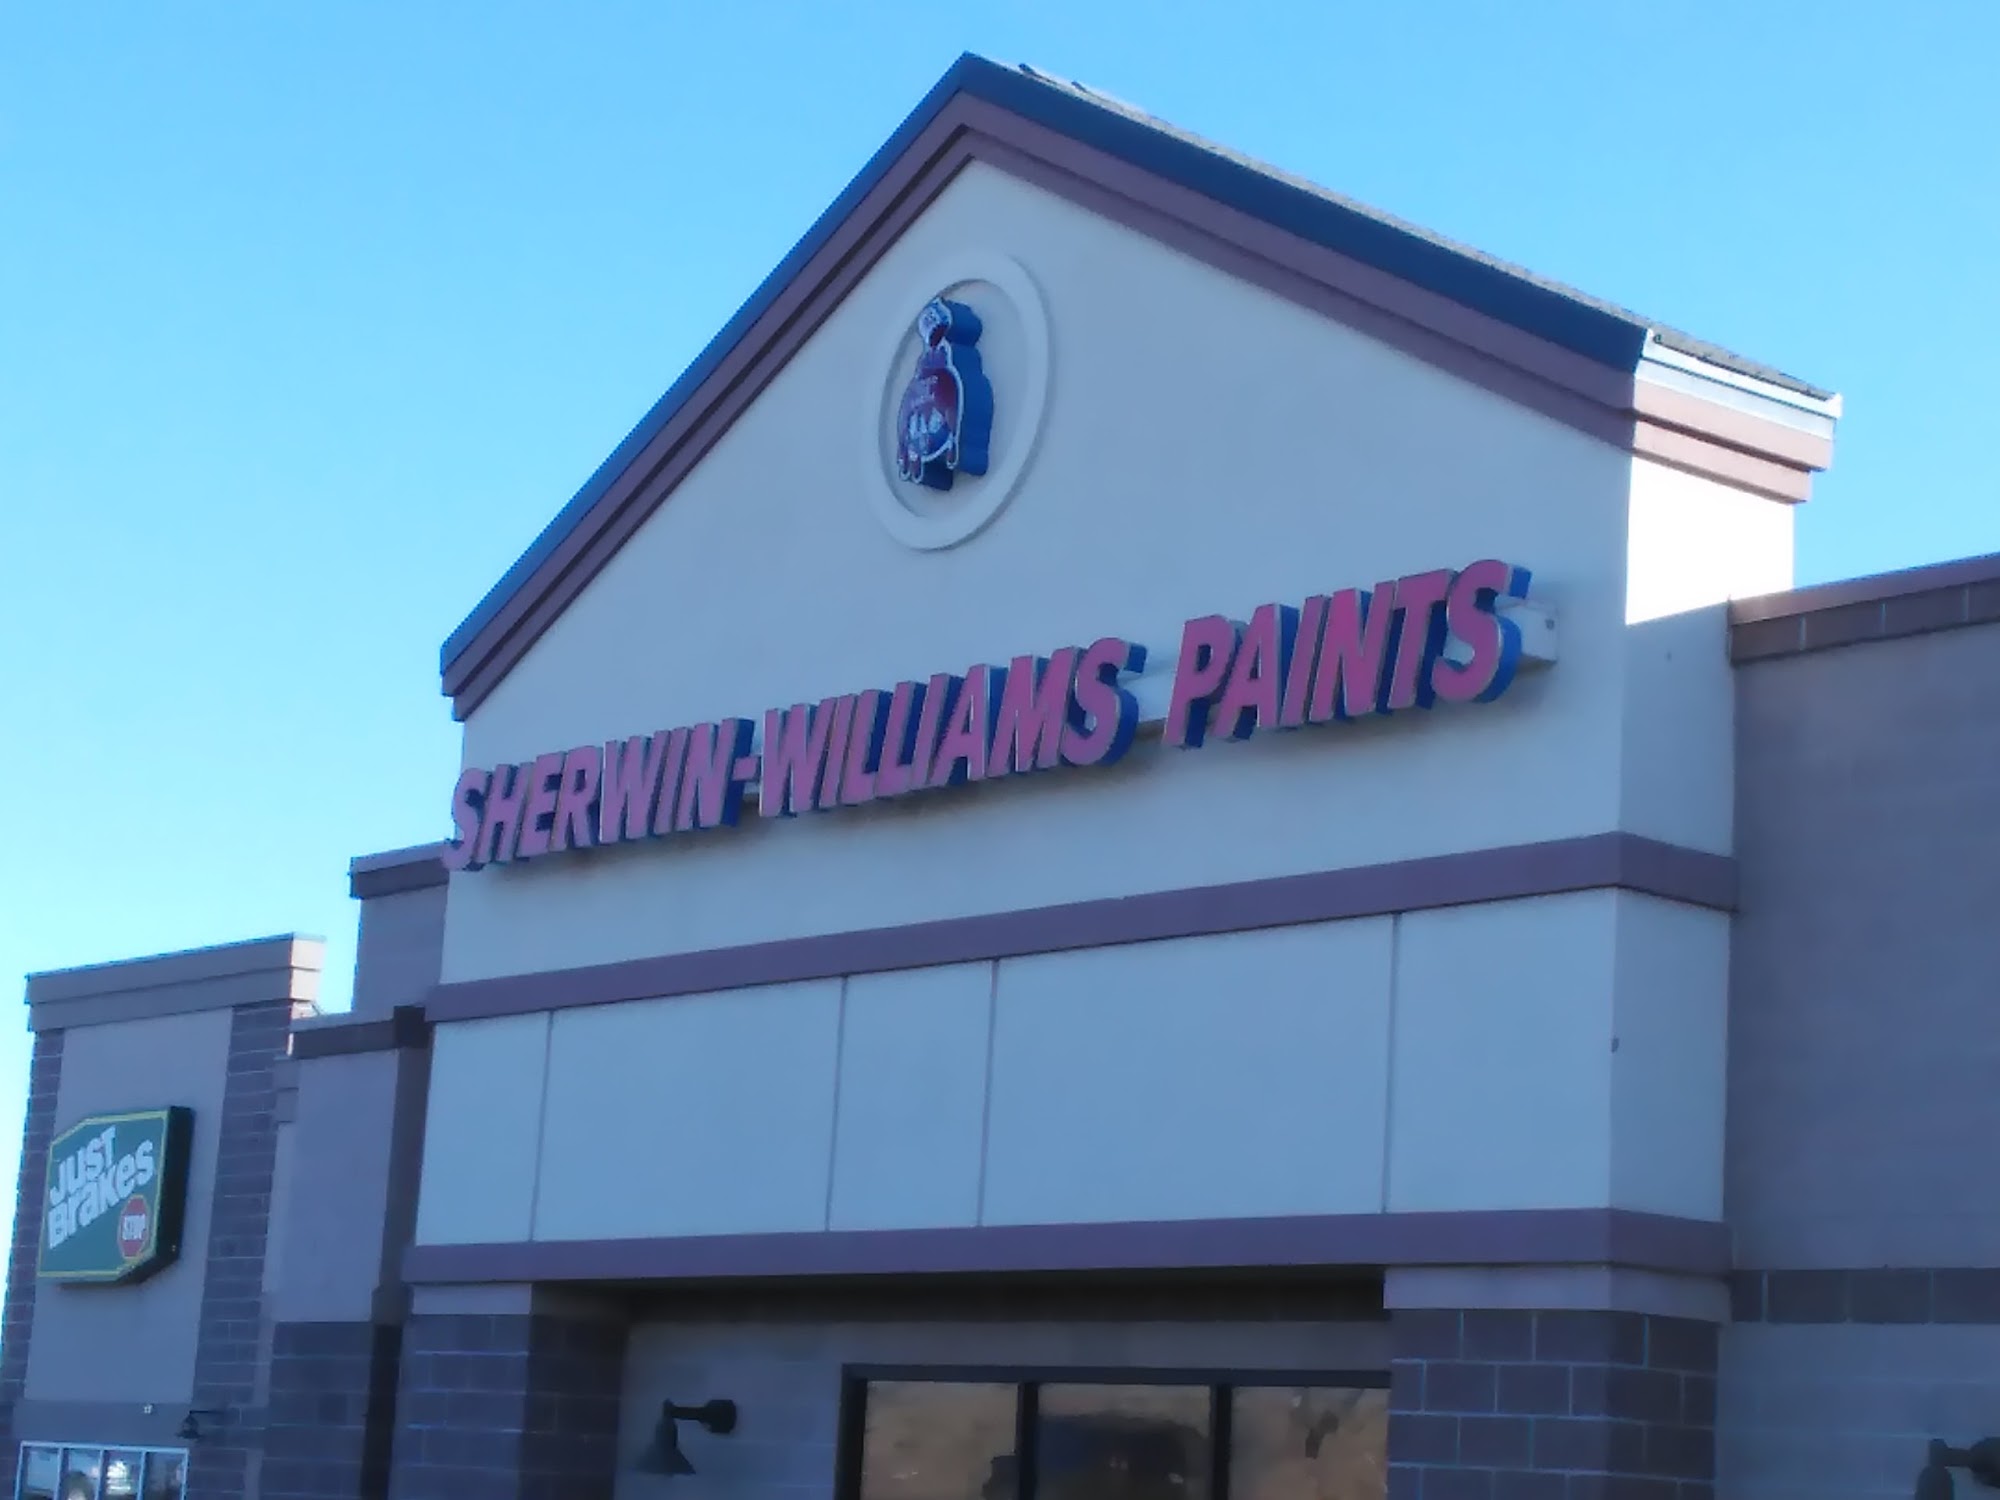 SHERWIN-WILLIAMS PAINTS
JUST
BRAKES
STOP